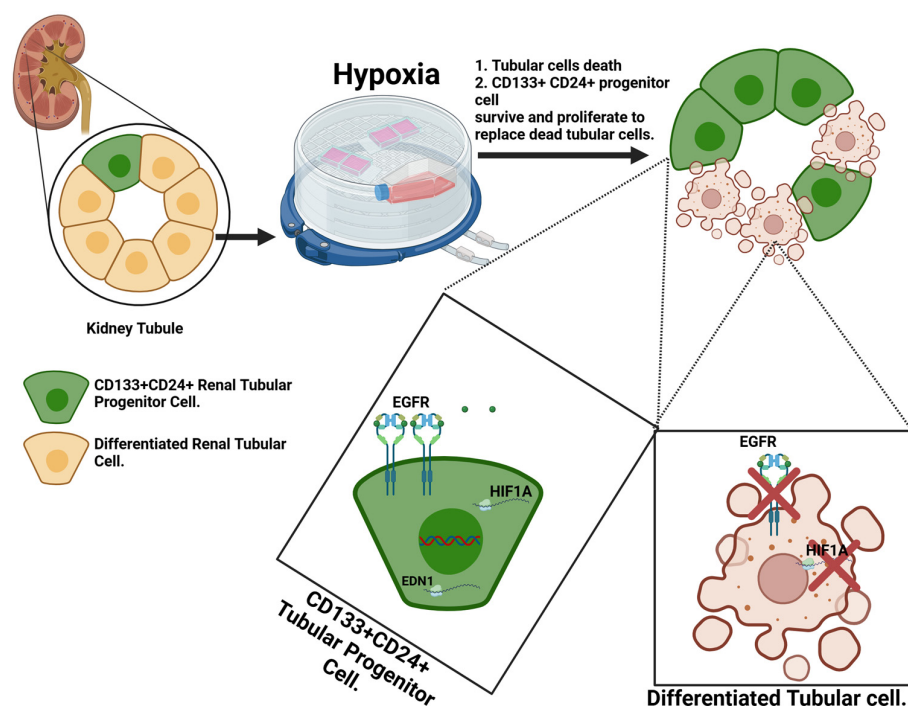 Hypoxia
1. Tubular cells death
2. CD133+ CD24+ progenitor
cell
survive and proliferate to
replace dead tubular cells.
Kidney Tubule
CD133+CD24+ Renal Tubular
Progenitor Cell.
Differentiated Renal Tubular
Cell.
EGFR
HIF1A
EDN1
CD133+CD24+
Tubular Progenitor
Cell.
EGFR
HIF1A
Differentiated Tubular cell.